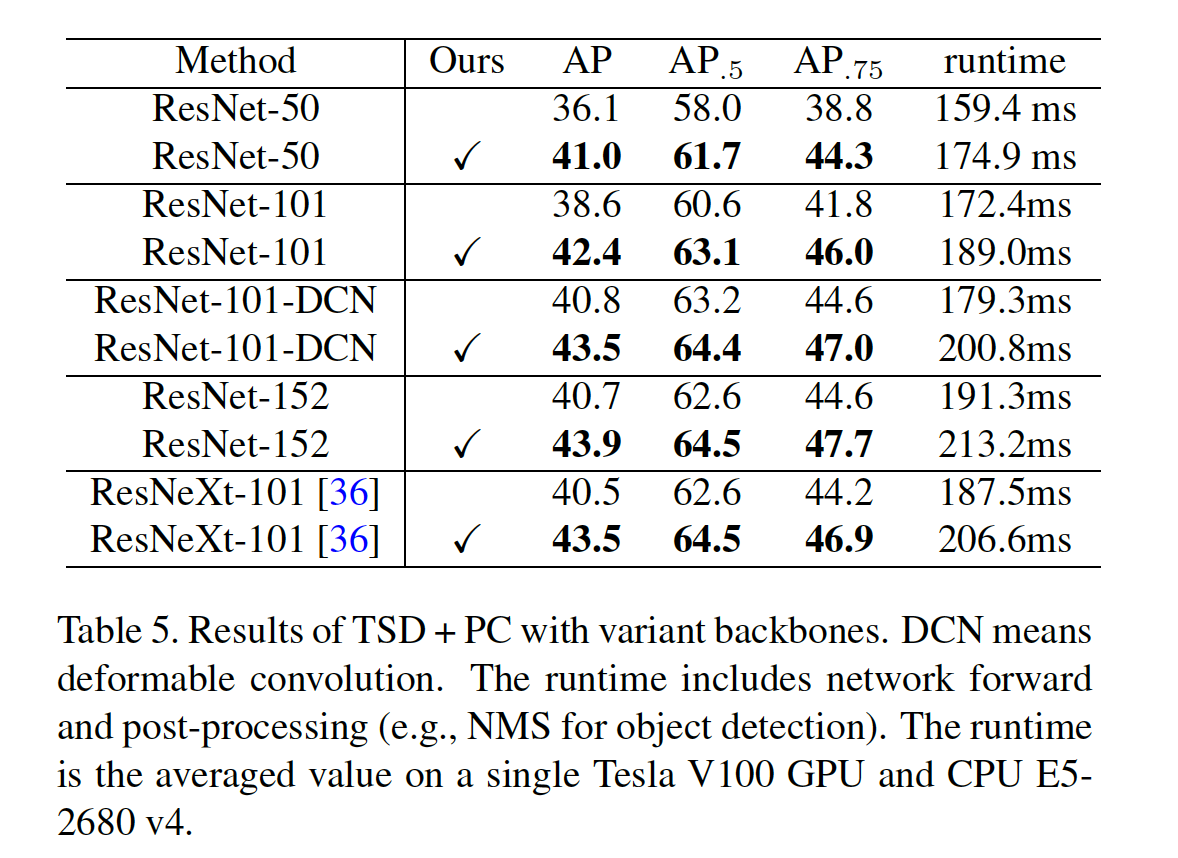 Method Ours AP AP.5 AP.75 runtime
ResNet-50 36.1 58.0 38.8 159.4 ms
ResNet-50 ✓ 41.0 61.7 44.3 174.9 ms
ResNet-101 38.6 60.6 41.8 172.4ms
ResNet-101 ✓ 42.4 63.1 46.0 189.0ms
ResNet-101-DCN 40.8 63.2 44.6 179.3ms
ResNet-101-DCN ✓ 43.5 64.4 47.0 200.8ms
ResNet-152 40.7 62.6 44.6 191.3ms
ResNet-152 ✓ 43.9 64.5 47.7 213.2ms
ResNeXt-101 [36] 40.5 62.6 44.2 187.5ms
ResNeXt-101 [36] ✓ 43.5 64.5 46.9 206.6ms
Table 5. Results of TSD + PC with variant backbones. DCN means
deformable convolution. The runtime includes network forward
and post-processing (e.g., NMS for object detection). The runtime
is the averaged value on a single Tesla V100 GPU and CPU E5-
2680 v4.